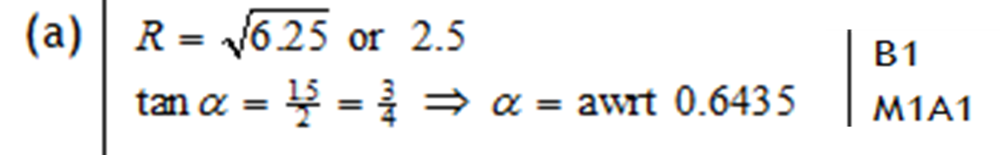 (a) R = √6.25 or 2.5 B1
tan α = 1.5/2 = 3/4 ⇒ α = awrt 0.6435 M1A1